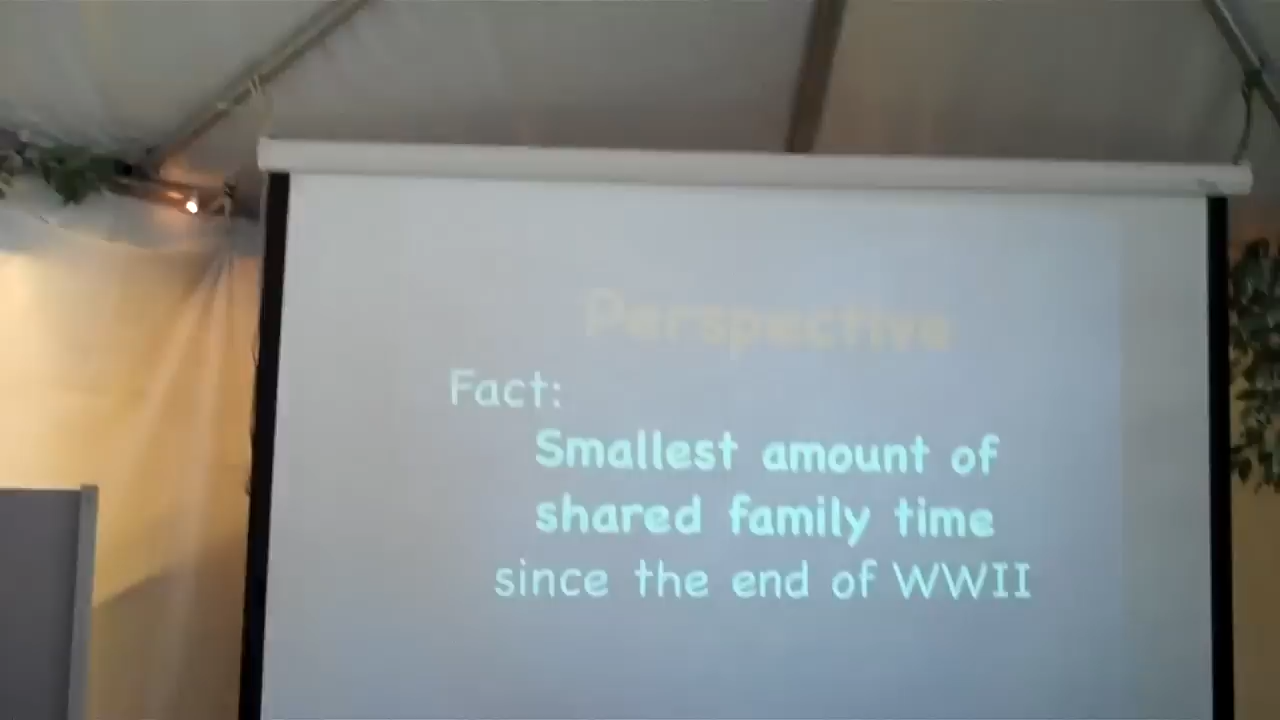 Perspective
Fact:
Smallest amount of
shared family time
since the end of WWII